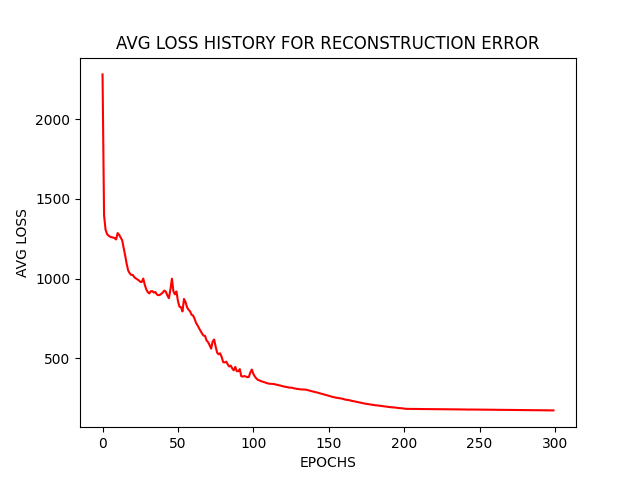 AVG LOSS HISTORY FOR RECONSTRUCTION ERROR
2000
1500
1000
500
AVG LOSS
0 50 100 150 200 250 300
EPOCHS